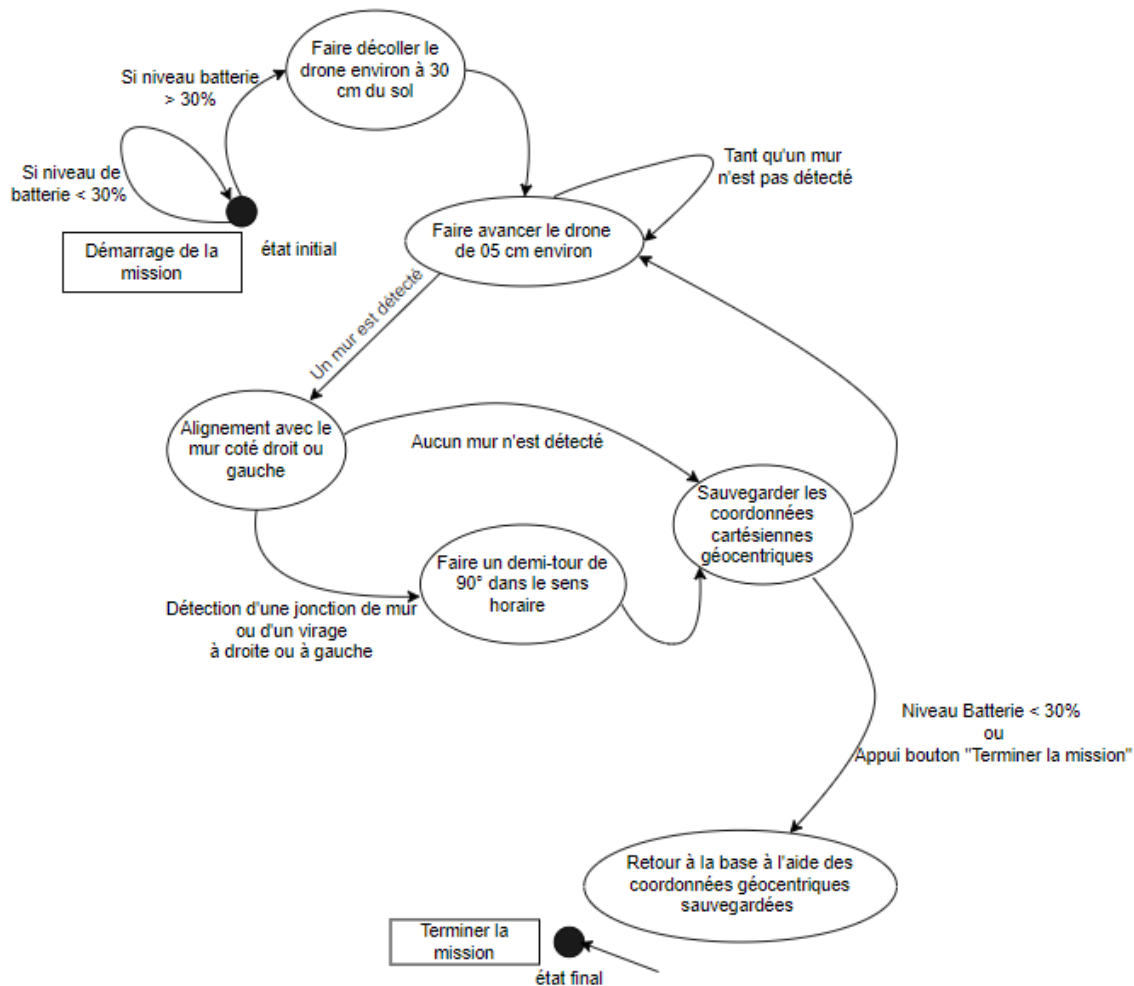 Faire décoller le
drone environ à 30
cm du sol
Si niveau batterie
> 30%
Si niveau de
batterie < 30%
Démarrage de la
mission
état initial
Tant qu'un mur
n'est pas détecté
Faire avancer le drone
de 05 cm environ
Un mur est détecté
Alignement avec le
mur coté droit ou
gauche
Aucun mur n'est détecté
Sauvegarder les
coordonnées
cartésiennes
géocentriques
Faire un demi-tour de
90° dans le sens
horaire
Détection d'une jonction de mur
ou d'un virage
à droite ou à gauche
Niveau Batterie < 30%
ou
Appui bouton "Terminer la mission"
Retour à la base à l'aide des
coordonnées géocentriques
sauvegardées
Terminer la
mission
état final